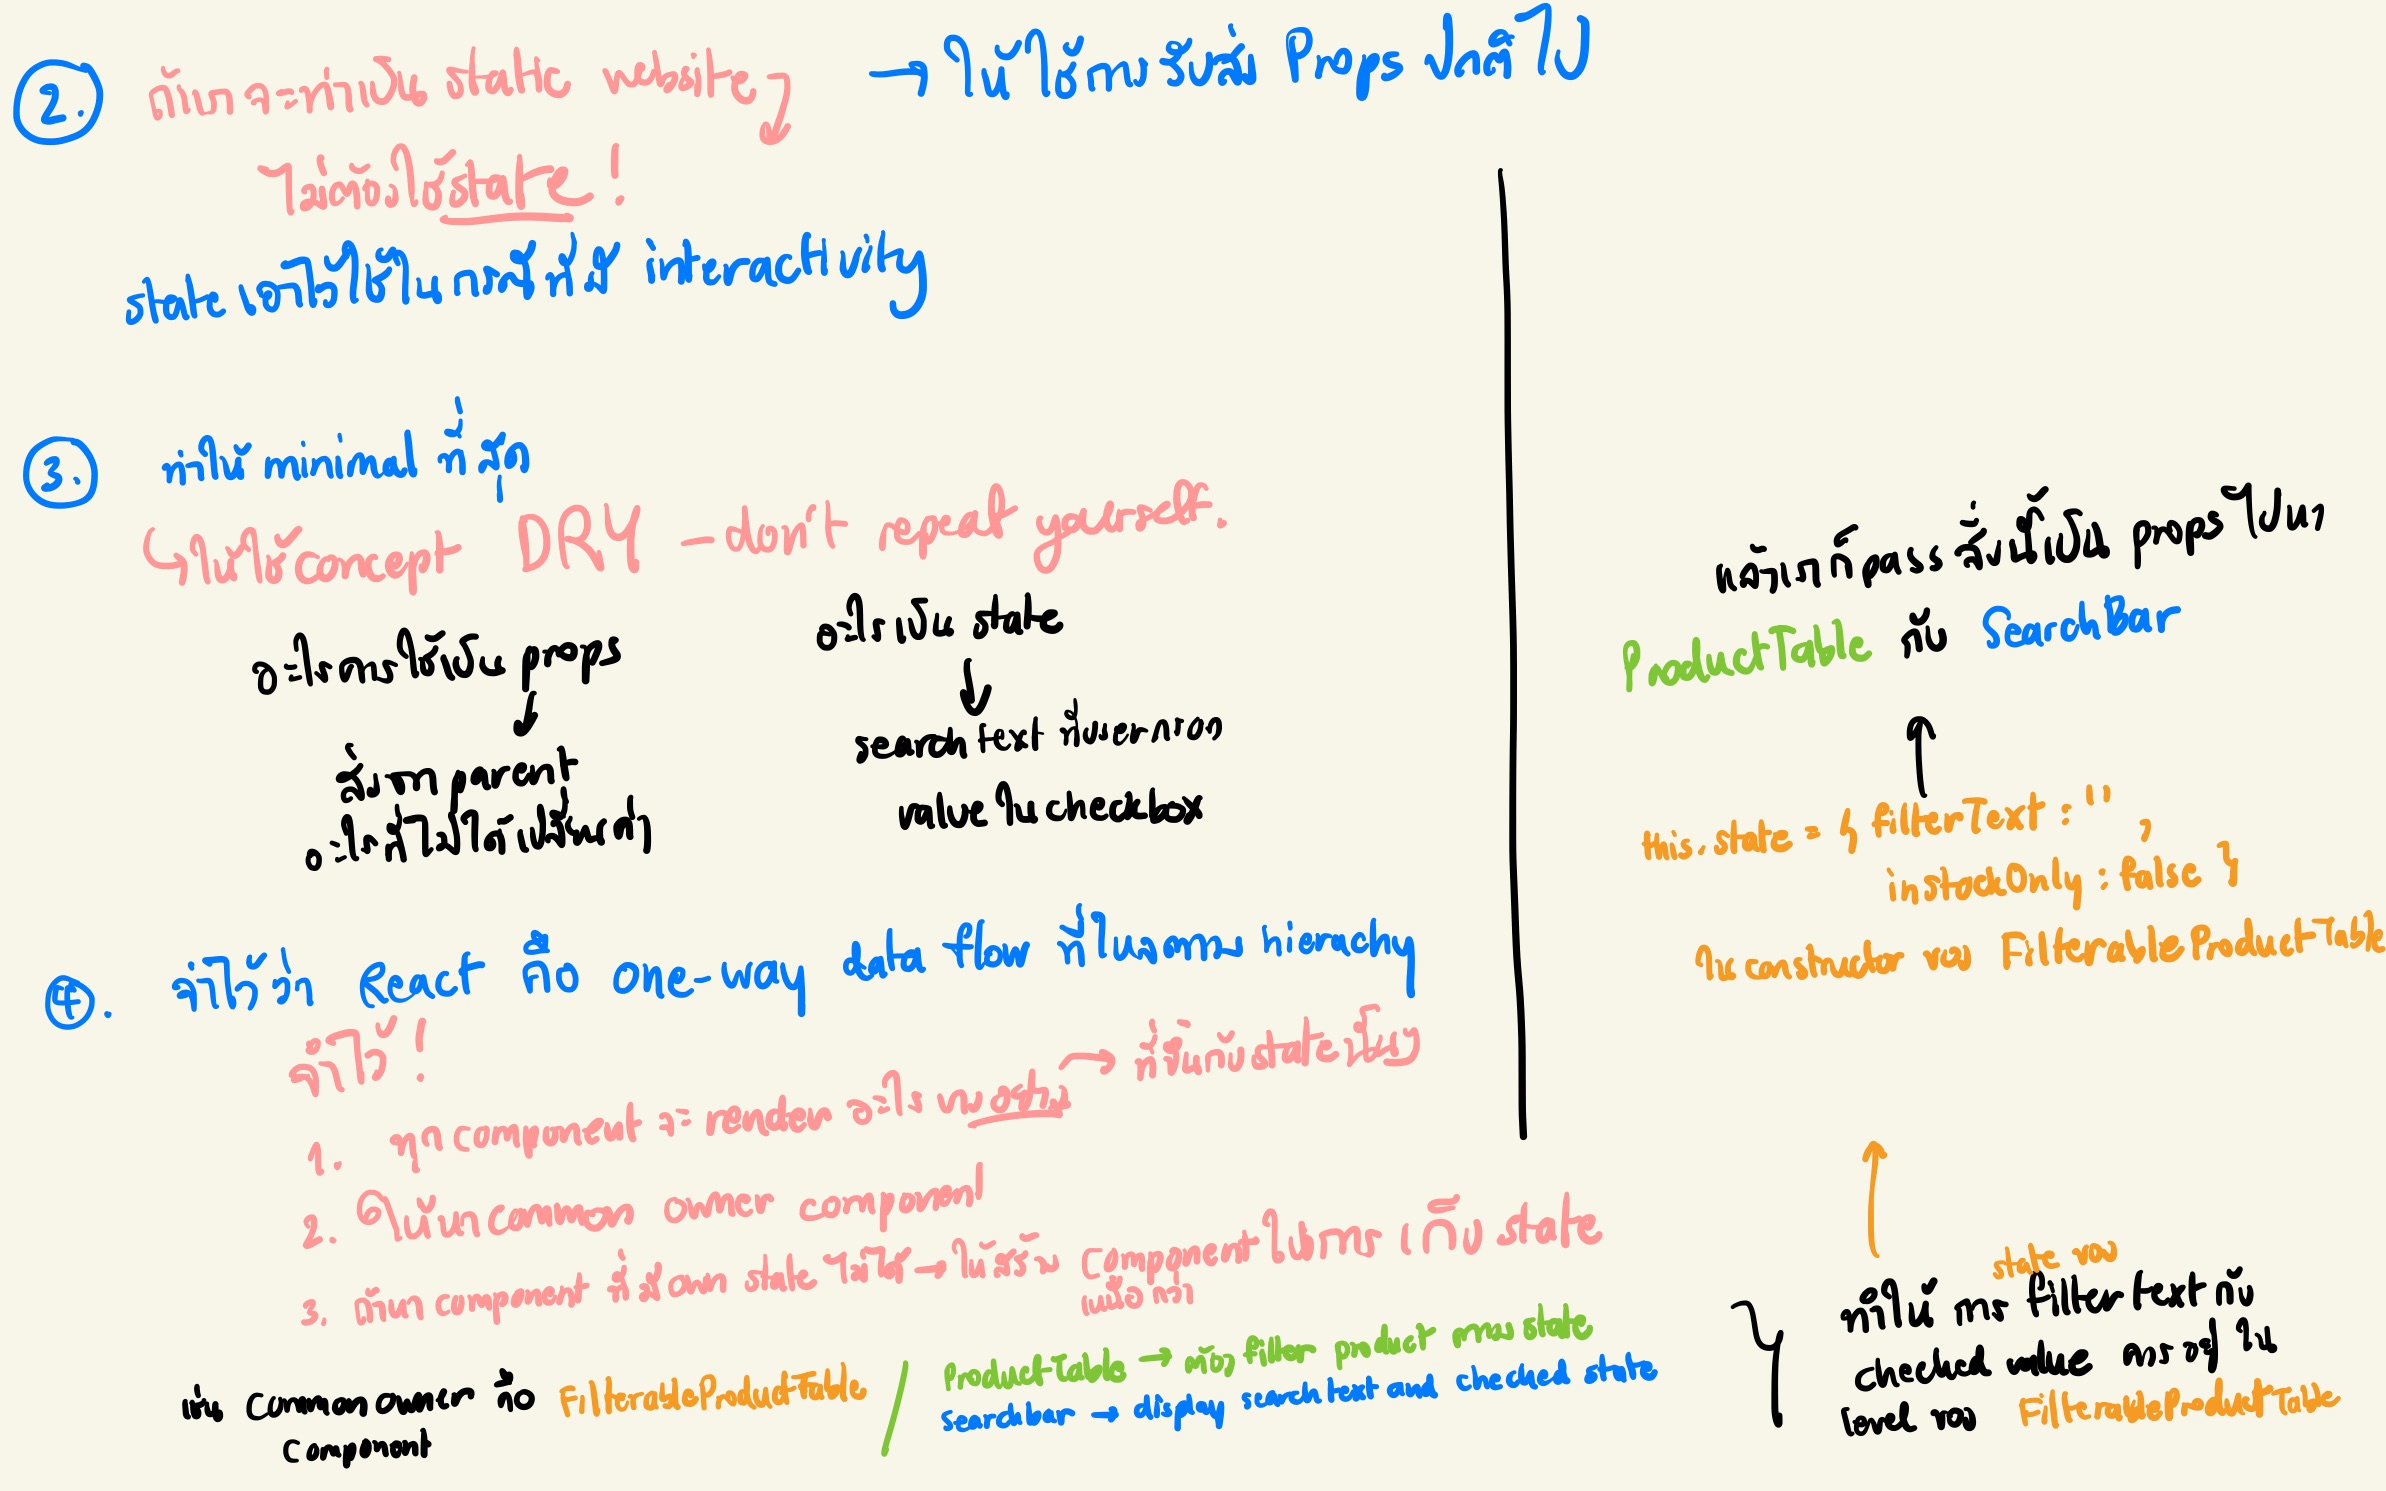 2. ถ้าเราจะทำเป็น static website → ให้ใช้การรับส่ง Props ปกติไป
ไม่ต้องใช้ state !
state เอาไว้ใช้ในกรณีที่มี interactivity
3. ทำให้ minimal ที่สุด
↳ ให้ใช้ concept DRY - don't repeat yourself.
อะไรควรใช้เป็น props
↓
ส่งจาก parent
อะไรที่ไม่ได้เปลี่ยนค่า
อะไรเป็น state
↓
search text ที่ user กรอก
value ใน checkbox
4. จำไว้ว่า React คือ one-way data flow ที่ไหลตาม hierachy
จำไว้ !
1. ทุก component จะ render อะไรบางอย่าง → ที่ขึ้นกับ state นั้นๆ
2. ให้หา common owner component
3. ถ้าหา component ที่มี own state ไม่ได้ → ให้สร้าง component ในการเก็บ state
เหนือกว่า
เช่น Common owner คือ FilterableProductTable
component
ProductTable → ต้อง filter product ตาม state
searchbar → display search text and checked state
state ของ
ทำให้ การ filtertext กับ
checked value ควรอยู่ใน
level ของ FilterableProductTable
แล้วเราก็ pass สิ่งนี้เป็น props ไปหา
ProductTable กับ SearchBar
↑
this.state = { filterText : '' ,
instockOnly : false }
ใน constructor ของ FilterableProductTable